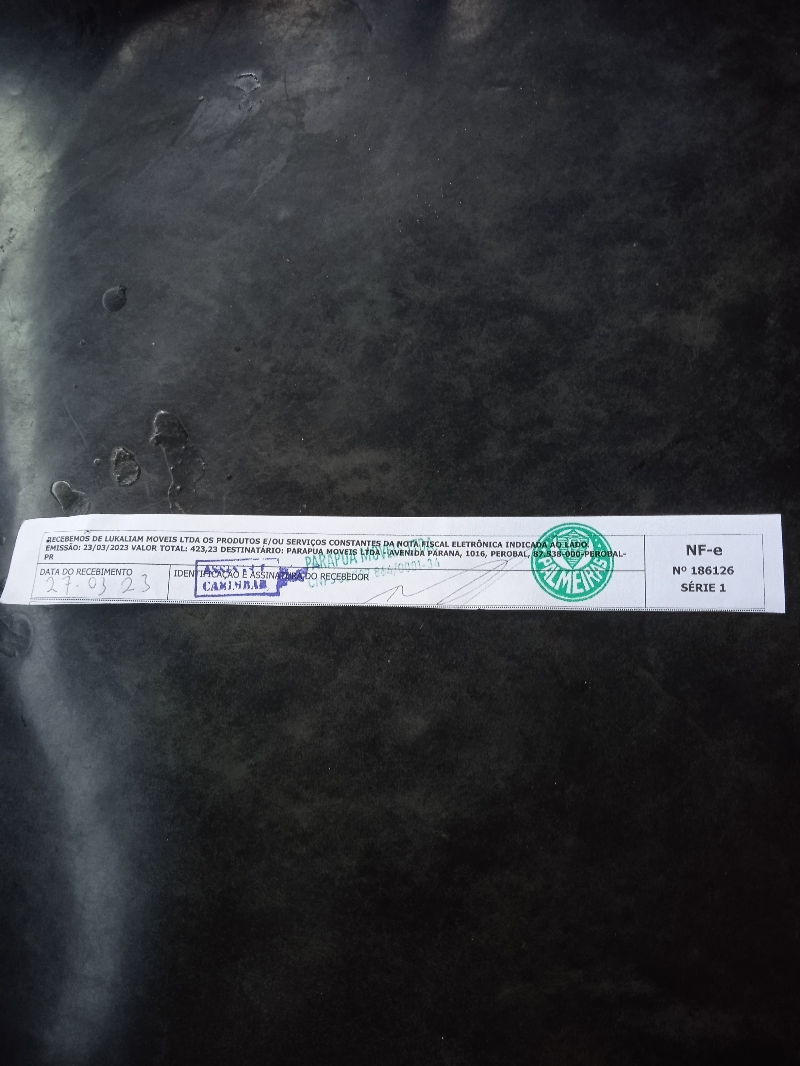 RECEBEMOS DE LUKALIAM MOVEIS LTDA OS PRODUTOS E/OU SERVIÇOS CONSTANTES DA NOTA FISCAL ELETRÔNICA INDICADA AO LADO
EMISSÃO: 23/03/2023 VALOR TOTAL: 423,23 DESTINATÁRIO: PARAPUA MOVEIS LTDA - AVENIDA PARANA, 1016, PEROBAL, 87.538-000-PEROBAL-
PR
DATA DO RECEBIMENTO
27-03 23
IDENTIFICAÇÃO E ASSINATURA DO RECEBEDOR
CARIMBAR
PARAPUA
PALMEIRAS
NF-e
Nº 186126
SÉRIE 1